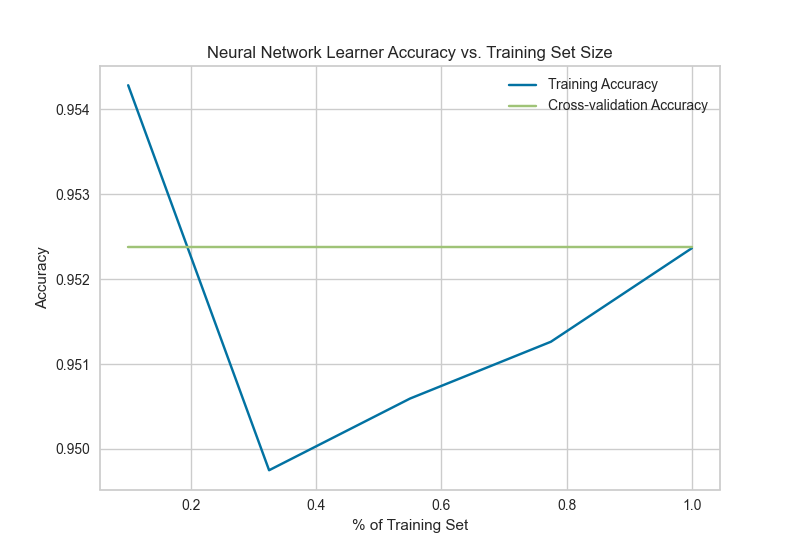 Neural Network Learner Accuracy vs. Training Set Size
Training Accuracy
Cross-validation Accuracy
0.954
0.953
0.952
0.951
0.950
Accuracy
0.2
0.4
0.6
0.8
1.0
% of Training Set